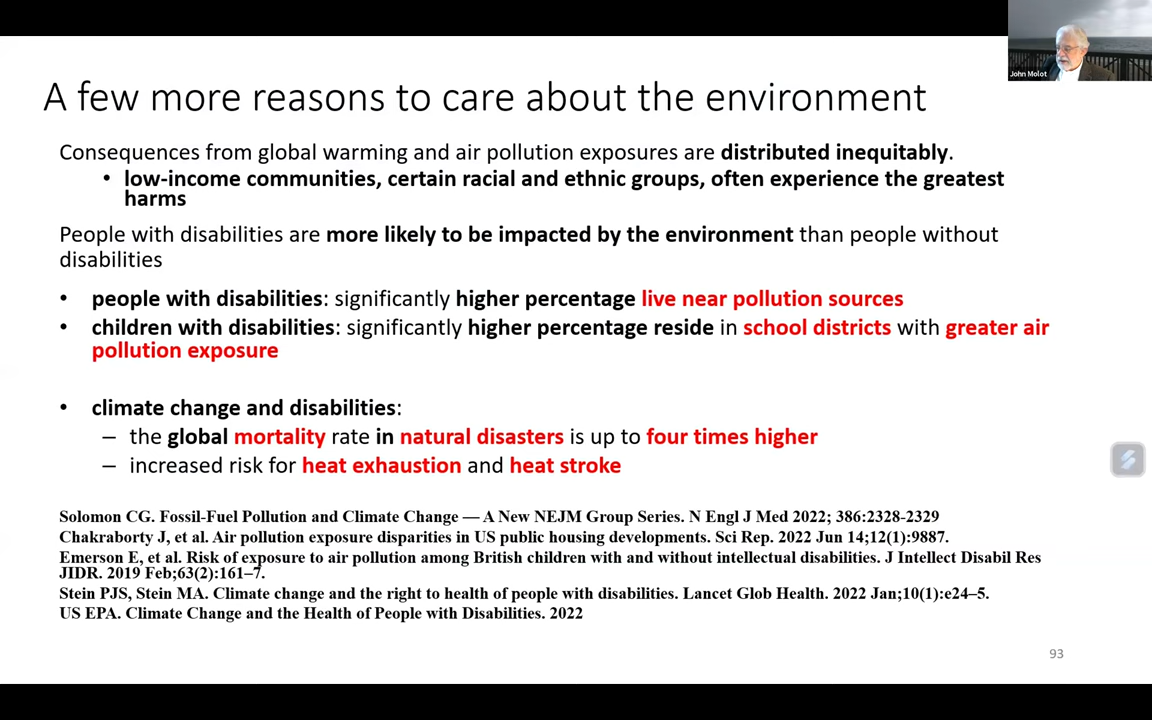 John Molot
A few more reasons to care about the environment
Consequences from global warming and air pollution exposures are distributed inequitably.
• low-income communities, certain racial and ethnic groups, often experience the greatest
harms
People with disabilities are more likely to be impacted by the environment than people without
disabilities
• people with disabilities: significantly higher percentage live near pollution sources
• children with disabilities: significantly higher percentage reside in school districts with greater air
pollution exposure
• climate change and disabilities:
– the global mortality rate in natural disasters is up to four times higher
– increased risk for heat exhaustion and heat stroke
Solomon CG. Fossil-Fuel Pollution and Climate Change — A New NEJM Group Series. N Engl J Med 2022; 386:2328-2329
Chakraborty J, et al. Air pollution exposure disparities in US public housing developments. Sci Rep. 2022 Jun 14;12(1):9887.
Emerson E, et al. Risk of exposure to air pollution among British children with and without intellectual disabilities. J Intellect Disabil Res
JIDR. 2019 Feb;63(2):161–7.
Stein PJS, Stein MA. Climate change and the right to health of people with disabilities. Lancet Glob Health. 2022 Jan;10(1):e24–5.
US EPA. Climate Change and the Health of People with Disabilities. 2022
93